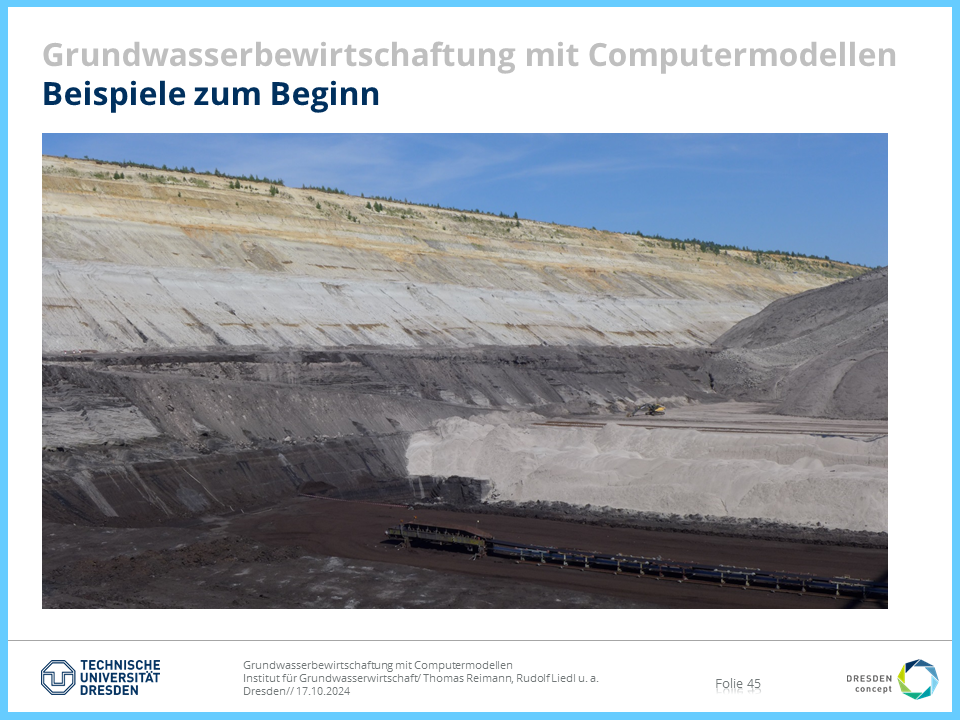 Grundwasserbewirtschaftung mit Computermodellen
Beispiele zum Beginn
TECHNISCHE
UNIVERSITÄT
DRESDEN
Grundwasserbewirtschaftung mit Computermodellen
Institut für Grundwasserwirtschaft/ Thomas Reimann, Rudolf Liedl u. a.
Dresden// 17.10.2024
Folie 45
DRESDEN
concept